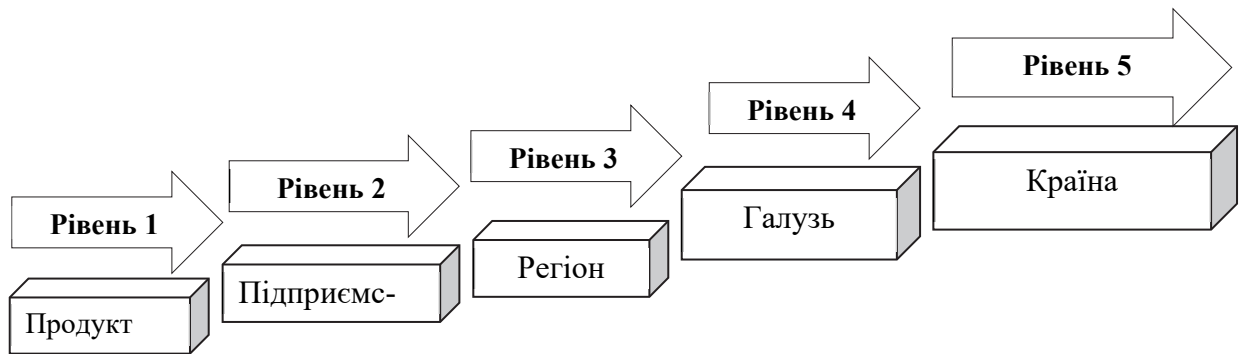 Рівень 1
Рівень 2
Рівень 3
Рівень 4
Рівень 5
Продукт
Підприємс-
Регіон
Галузь
Країна